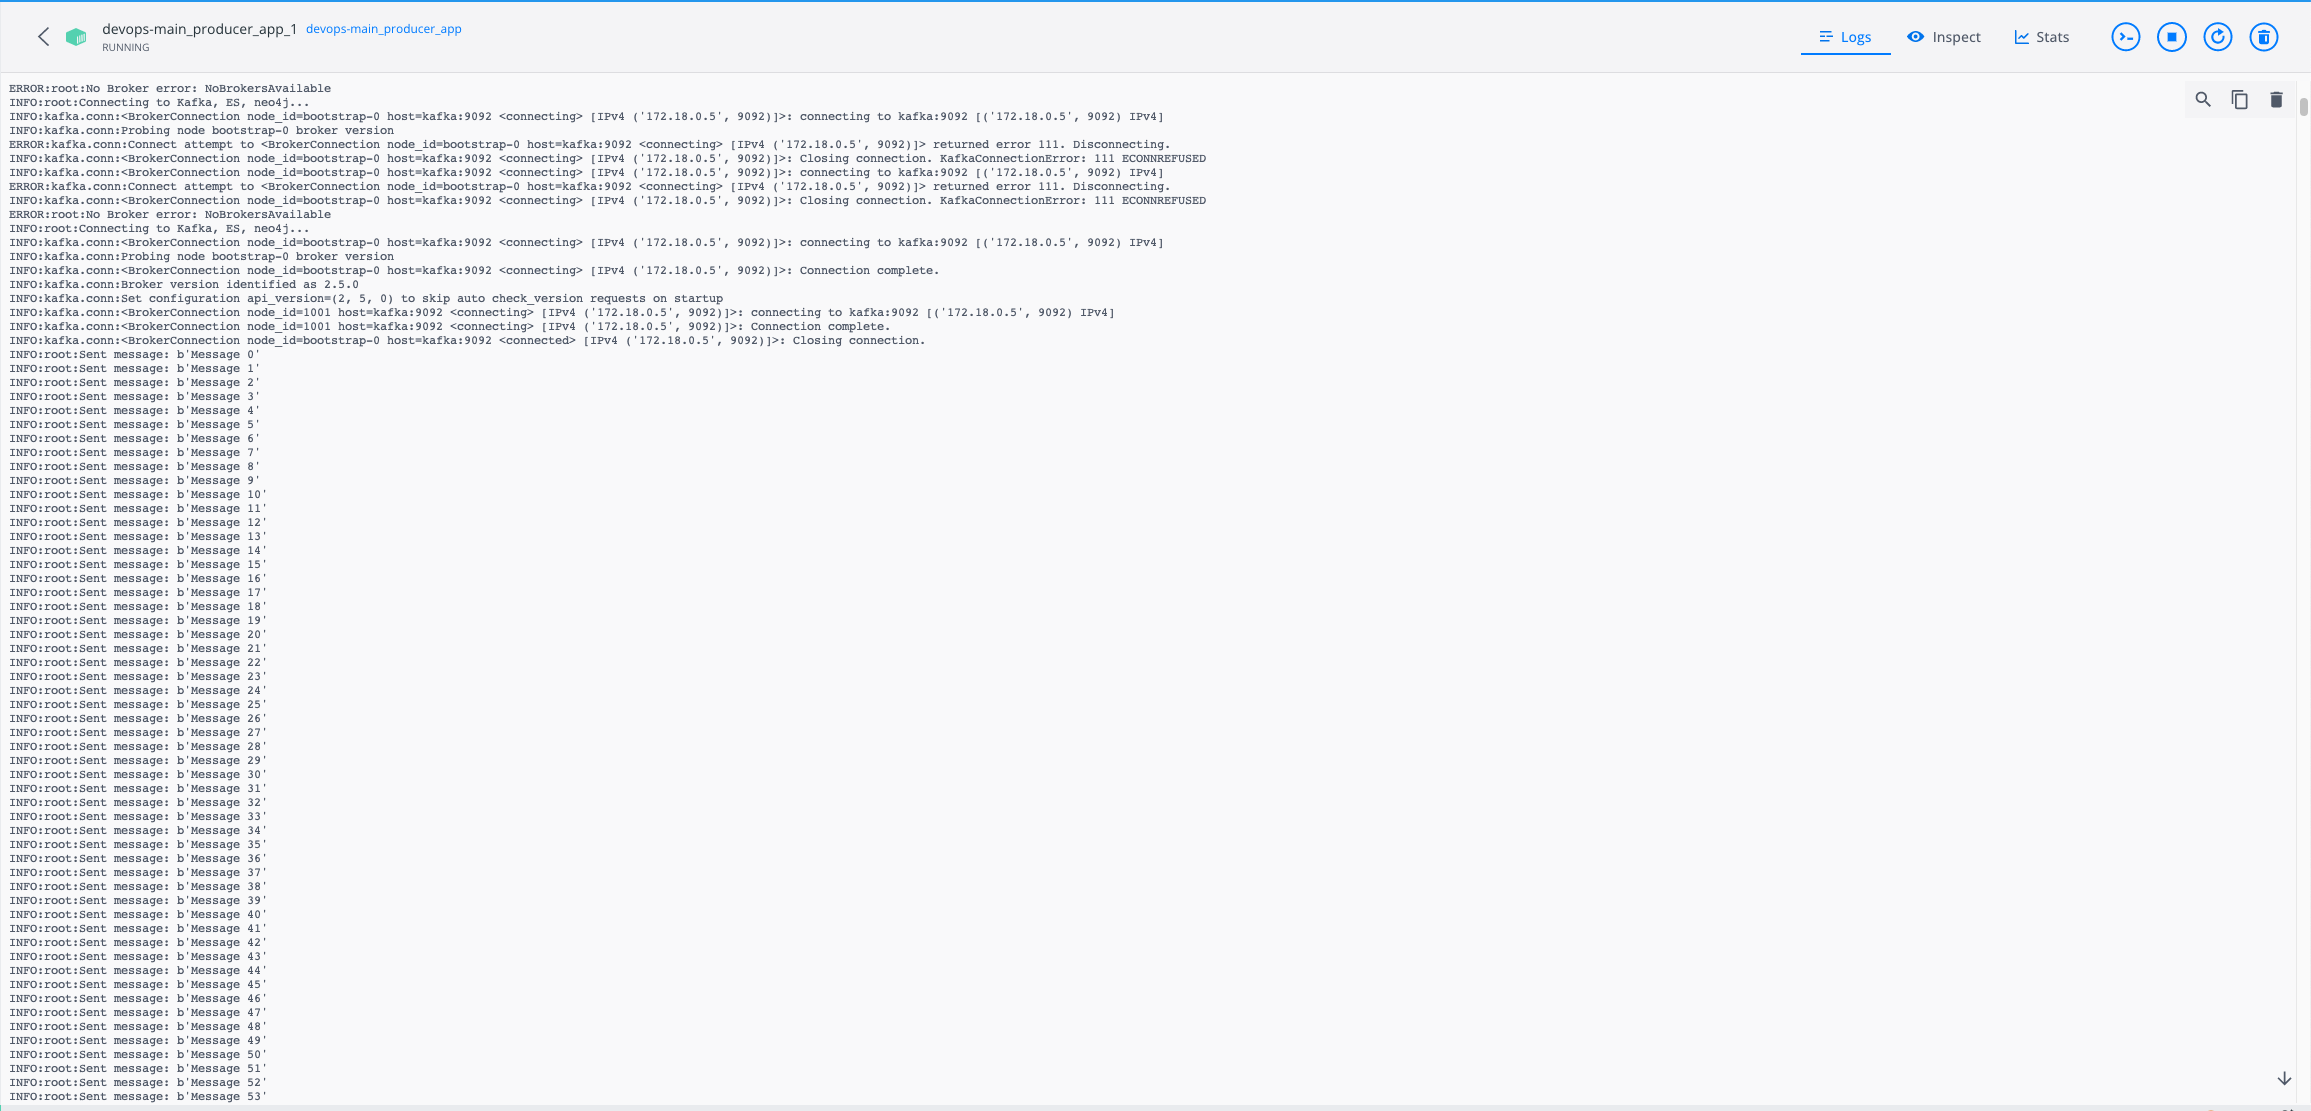 devops-main_producer_app_1 devops-main_producer_app
RUNNING
Logs Inspect Stats
ERROR:root:No Broker error: NoBrokersAvailable
INFO:root:Connecting to Kafka, ES, neo4j...
INFO:kafka.conn:<BrokerConnection node_id=bootstrap-0 host=kafka:9092 <connecting> [IPv4 ('172.18.0.5', 9092)]>: connecting to kafka:9092 [('172.18.0.5', 9092) IPv4]
INFO:kafka.conn:Probing node bootstrap-0 broker version
ERROR:kafka.conn:Connect attempt to <BrokerConnection node_id=bootstrap-0 host=kafka:9092 <connecting> [IPv4 ('172.18.0.5', 9092)]> returned error 111. Disconnecting.
INFO:kafka.conn:<BrokerConnection node_id=bootstrap-0 host=kafka:9092 <connecting> [IPv4 ('172.18.0.5', 9092)]>: Closing connection. KafkaConnectionError: 111 ECONNREFUSED
INFO:kafka.conn:<BrokerConnection node_id=bootstrap-0 host=kafka:9092 <connecting> [IPv4 ('172.18.0.5', 9092)]>: connecting to kafka:9092 [('172.18.0.5', 9092) IPv4]
ERROR:kafka.conn:Connect attempt to <BrokerConnection node_id=bootstrap-0 host=kafka:9092 <connecting> [IPv4 ('172.18.0.5', 9092)]> returned error 111. Disconnecting.
INFO:kafka.conn:<BrokerConnection node_id=bootstrap-0 host=kafka:9092 <connecting> [IPv4 ('172.18.0.5', 9092)]>: Closing connection. KafkaConnectionError: 111 ECONNREFUSED
ERROR:root:No Broker error: NoBrokersAvailable
INFO:root:Connecting to Kafka, ES, neo4j...
INFO:kafka.conn:<BrokerConnection node_id=bootstrap-0 host=kafka:9092 <connecting> [IPv4 ('172.18.0.5', 9092)]>: connecting to kafka:9092 [('172.18.0.5', 9092) IPv4]
INFO:kafka.conn:Probing node bootstrap-0 broker version
INFO:kafka.conn:<BrokerConnection node_id=bootstrap-0 host=kafka:9092 <connecting> [IPv4 ('172.18.0.5', 9092)]>: Connection complete.
INFO:kafka.conn:Broker version identified as 2.5.0
INFO:kafka.conn:Set configuration api_version=(2, 5, 0) to skip auto check_version requests on startup
INFO:kafka.conn:<BrokerConnection node_id=1001 host=kafka:9092 <connecting> [IPv4 ('172.18.0.5', 9092)]>: connecting to kafka:9092 [('172.18.0.5', 9092) IPv4]
INFO:kafka.conn:<BrokerConnection node_id=1001 host=kafka:9092 <connecting> [IPv4 ('172.18.0.5', 9092)]>: Connection complete.
INFO:kafka.conn:<BrokerConnection node_id=bootstrap-0 host=kafka:9092 <connected> [IPv4 ('172.18.0.5', 9092)]>: Closing connection.
INFO:root:Sent message: b'Message 0'
INFO:root:Sent message: b'Message 1'
INFO:root:Sent message: b'Message 2'
INFO:root:Sent message: b'Message 3'
INFO:root:Sent message: b'Message 4'
INFO:root:Sent message: b'Message 5'
INFO:root:Sent message: b'Message 6'
INFO:root:Sent message: b'Message 7'
INFO:root:Sent message: b'Message 8'
INFO:root:Sent message: b'Message 9'
INFO:root:Sent message: b'Message 10'
INFO:root:Sent message: b'Message 11'
INFO:root:Sent message: b'Message 12'
INFO:root:Sent message: b'Message 13'
INFO:root:Sent message: b'Message 14'
INFO:root:Sent message: b'Message 15'
INFO:root:Sent message: b'Message 16'
INFO:root:Sent message: b'Message 17'
INFO:root:Sent message: b'Message 18'
INFO:root:Sent message: b'Message 19'
INFO:root:Sent message: b'Message 20'
INFO:root:Sent message: b'Message 21'
INFO:root:Sent message: b'Message 22'
INFO:root:Sent message: b'Message 23'
INFO:root:Sent message: b'Message 24'
INFO:root:Sent message: b'Message 25'
INFO:root:Sent message: b'Message 26'
INFO:root:Sent message: b'Message 27'
INFO:root:Sent message: b'Message 28'
INFO:root:Sent message: b'Message 29'
INFO:root:Sent message: b'Message 30'
INFO:root:Sent message: b'Message 31'
INFO:root:Sent message: b'Message 32'
INFO:root:Sent message: b'Message 33'
INFO:root:Sent message: b'Message 34'
INFO:root:Sent message: b'Message 35'
INFO:root:Sent message: b'Message 36'
INFO:root:Sent message: b'Message 37'
INFO:root:Sent message: b'Message 38'
INFO:root:Sent message: b'Message 39'
INFO:root:Sent message: b'Message 40'
INFO:root:Sent message: b'Message 41'
INFO:root:Sent message: b'Message 42'
INFO:root:Sent message: b'Message 43'
INFO:root:Sent message: b'Message 44'
INFO:root:Sent message: b'Message 45'
INFO:root:Sent message: b'Message 46'
INFO:root:Sent message: b'Message 47'
INFO:root:Sent message: b'Message 48'
INFO:root:Sent message: b'Message 49'
INFO:root:Sent message: b'Message 50'
INFO:root:Sent message: b'Message 51'
INFO:root:Sent message: b'Message 52'
INFO:root:Sent message: b'Message 53'